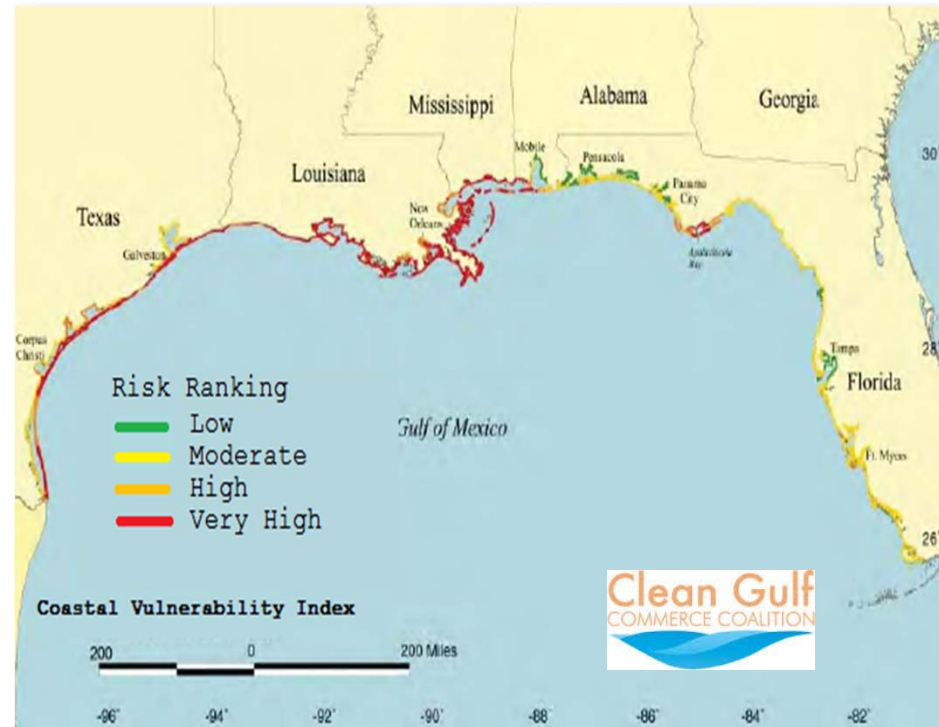 Mississippi
Alabama
Georgia
30°
Mobile
Pensacola
Louisiana
Panama
City
New
Orleans
Texas
Galveston
Apalachicola
Bay
Corpus
Christi
28°
Tampa
Florida
Risk Ranking
Low
Moderate
High
Very High
Gulf of Mexico
Ft. Myers
26°
Coastal Vulnerability Index
Clean Gulf
COMMERCE COALITION
200 0 200 Miles
-96° -94° -92° -90° -88° -86° -84° -82°